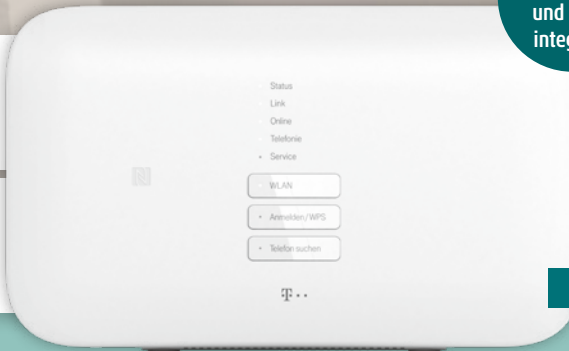 und
integ
Status
Link
Online
Telefonie
Service
WLAN
Anmelden/WPS
Telefon suchen
T